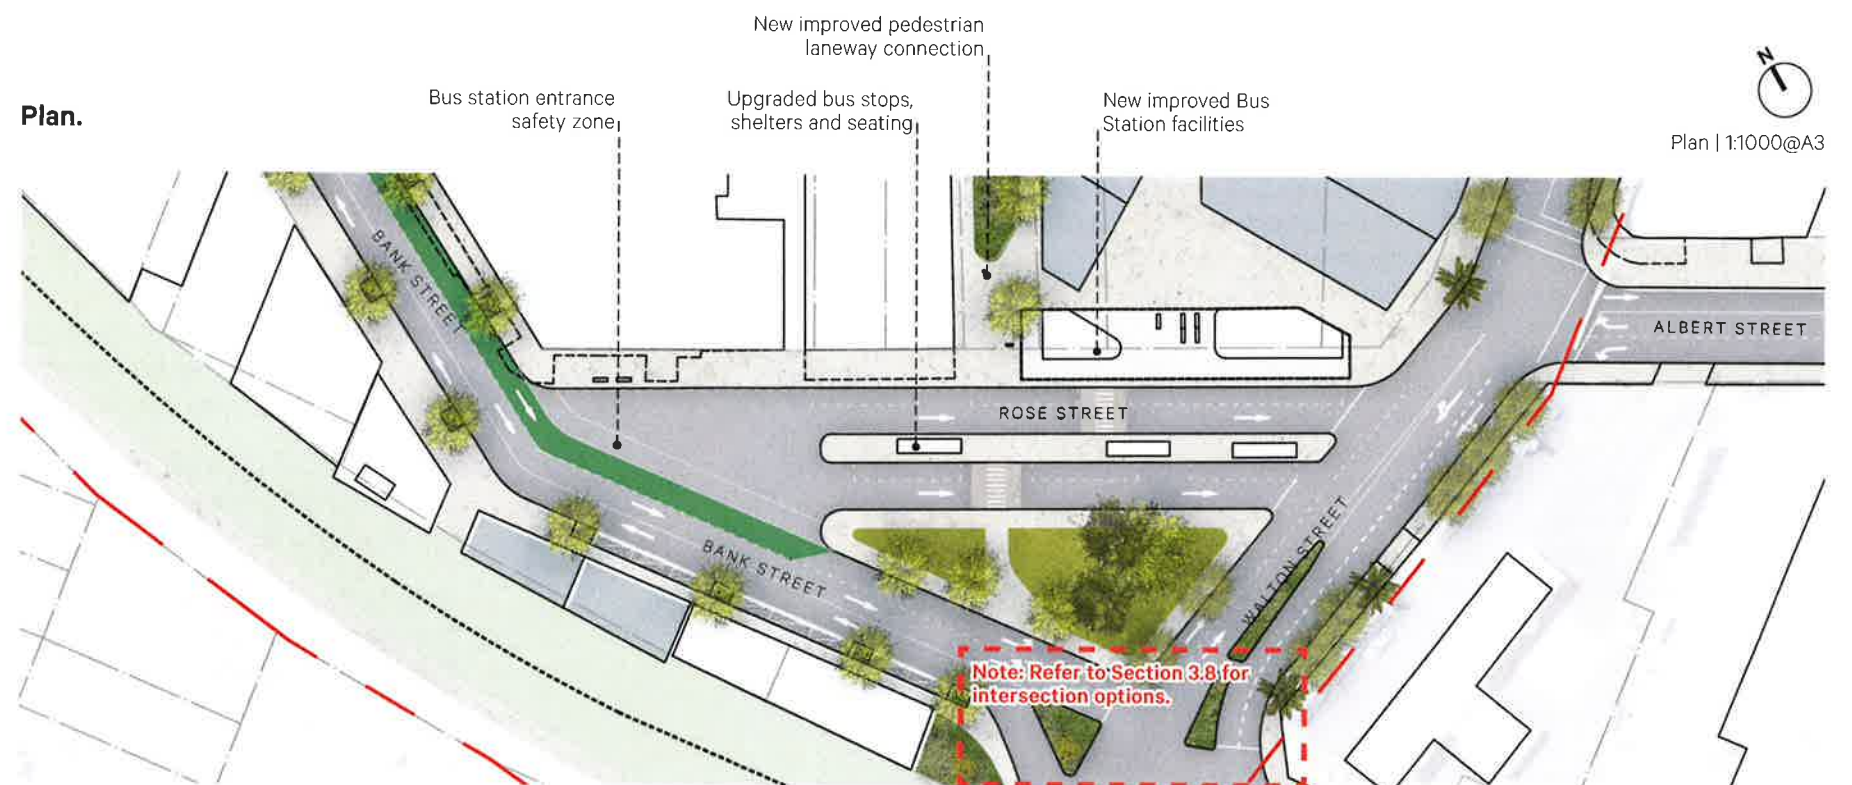 New improved pedestrian
laneway connection
N
Bus station entrance
safety zone
Upgraded bus stops,
shelters and seating
New improved Bus
Station facilities
Plan.
Plan | 1:1000@A3
BANK STREET
ALBERT STREET
ROSE STREET
BANK STREET
WALTON STREET
Note: Refer to Section 3.8 for
intersection options.